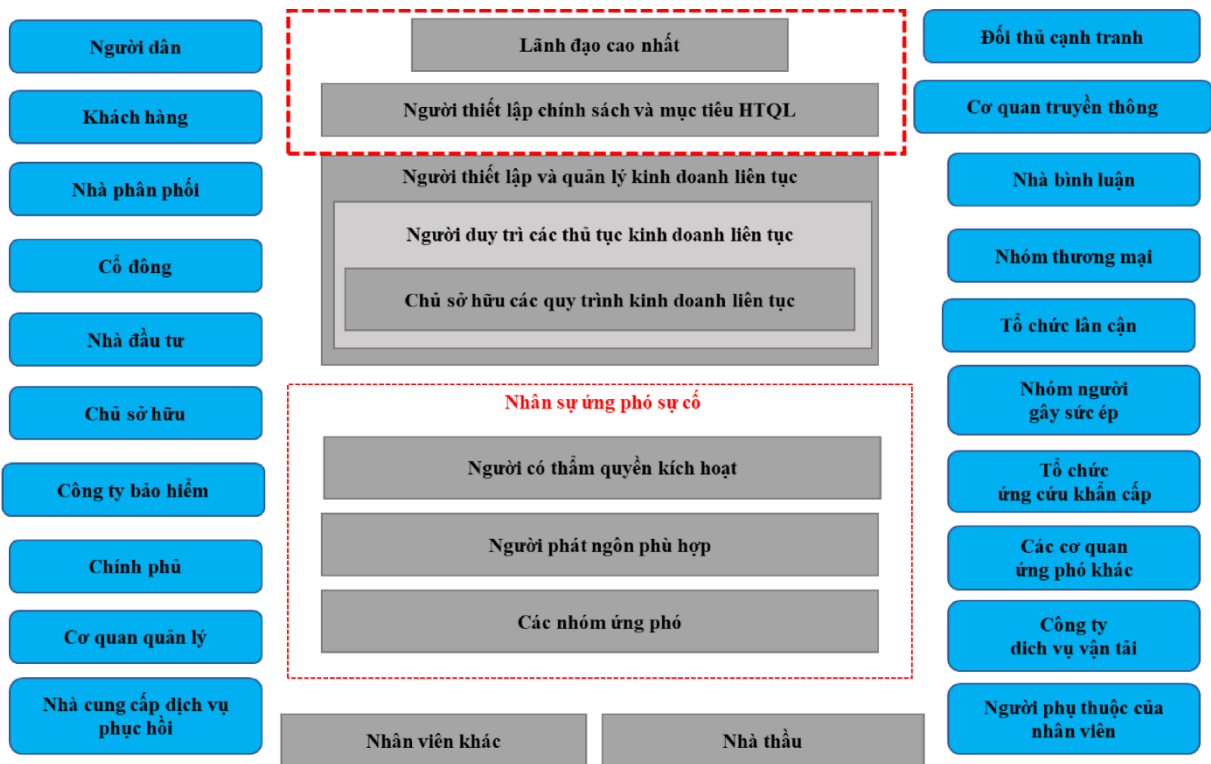 Người dân
Khách hàng
Nhà phân phối
Cổ đông
Nhà đầu tư
Chủ sở hữu
Công ty bảo hiểm
Chính phủ
Cơ quan quản lý
Nhà cung cấp dịch vụ
phục hồi
Lãnh đạo cao nhất
Người thiết lập chính sách và mục tiêu HTQL
Người thiết lập và quản lý kinh doanh liên tục
Người duy trì các thủ tục kinh doanh liên tục
Chủ sở hữu các quy trình kinh doanh liên tục
Nhân sự ứng phó sự cố
Người có thẩm quyền kích hoạt
Người phát ngôn phù hợp
Các nhóm ứng phó
Nhân viên khác
Nhà thầu
Đối thủ cạnh tranh
Cơ quan truyền thông
Nhà bình luận
Nhóm thương mại
Tổ chức lân cận
Nhóm người
gây sức ép
Tổ chức
ứng cứu khẩn cấp
Các cơ quan
ứng phó khác
Công ty
dich vụ vận tải
Người phụ thuộc của
nhân viên